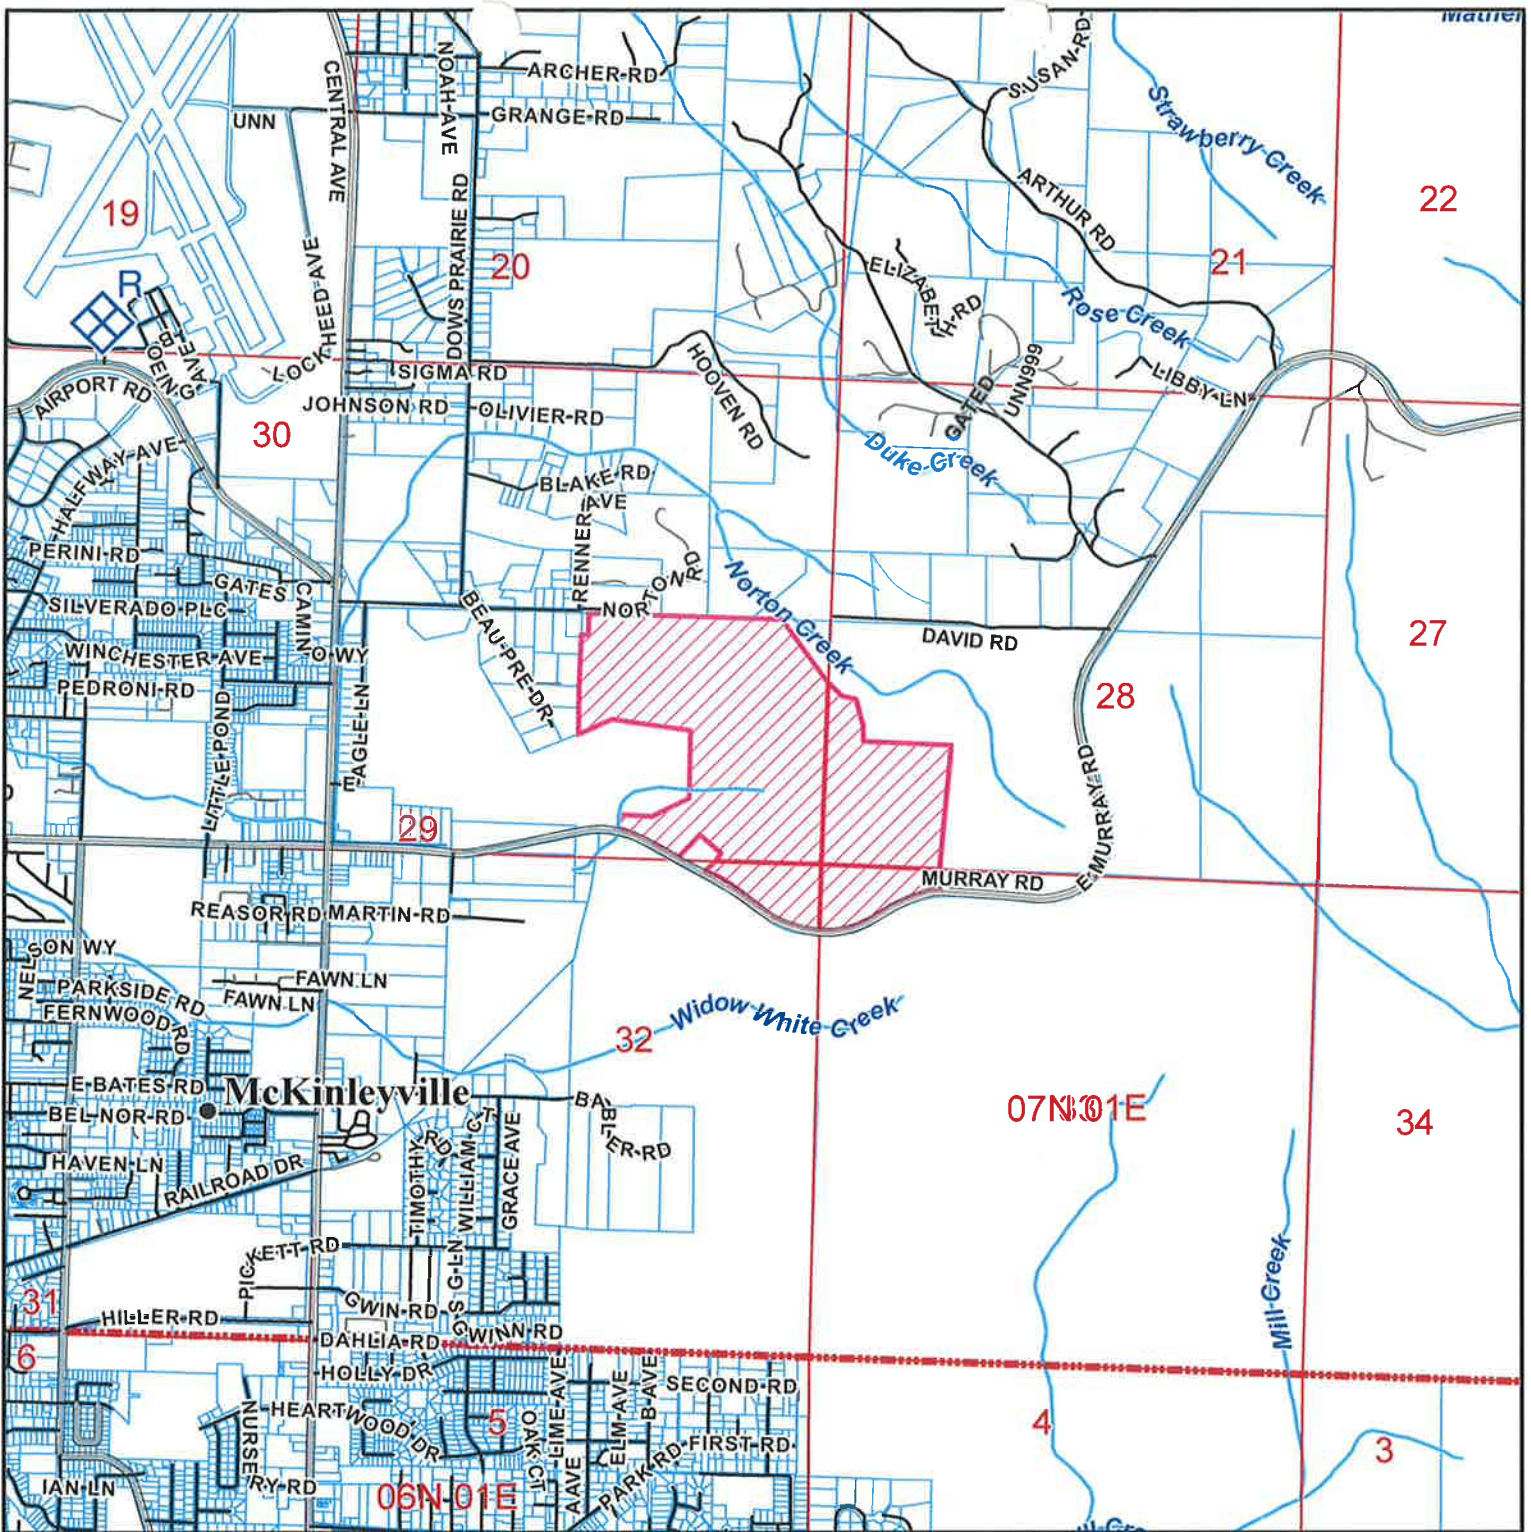 Mather
ARCHER-RD
SUSAN-RD
NOAH-AVE
CENTRAL AVE
GRANGE-RD
UNN
Strawberry-Creek
ARTHUR RD
22
19
21
20
DOWS PRAIRIE RD
ELIZABETH-RD
R
LOCKHEED-AVE
BOEING-AVE
Rose Creek
SIGMA RD
HOOVEN RD
UNN999
LIBBY-LN
AIRPORT RD
JOHNSON RD
OLIVIER-RD
GATED
30
Duke-Creek
HALFWAY-AVE
BLAKE-RD
RENNER-AVE
PERINI-RD
GATES
NORTON RD
Norton-Creek
SILVERADO PLC
CAMINO-WY
BEAU-PRE-DR
DAVID RD
27
WINCHESTER AVE
PEDRONI-RD
28
LITTLE-POND
EAGLE-LN
29
E-MURRAY-RD
MURRAY RD
REASOR-RD
MARTIN-RD
NELSON WY
FAWN LN
PARKSIDE RD
FAWN-LN
FERNWOOD-RD
Widow-White-Creek
32
E-BATES-RD
McKinleyville
BEL-NOR-RD
BABLER-RD
07N-01E
34
HAVEN-LN
RAILROAD DR
TIMOTHY RD
WILLIAM-CT
GRACE AVE
PICKETT-RD
G-LN
Mill-Creek
31
HILLER-RD
GWIN-RD
6
DAHLIA-RD
GWINN-RD
HOLLY-DR
SECOND-RD
HEARTWOOD-DR
NURSERY-RD
5
OAK-CT
LIME-AVE
ELM-AVE
B-AVE
4
3
FIRST-RD
PARK-RD
AAVE
IAN-LN
06N-01E